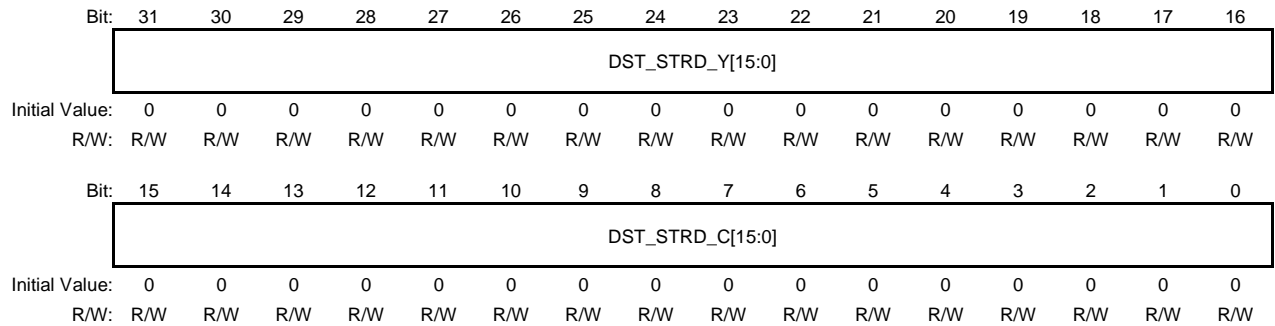 Bit: 31 30 29 28 27 26 25 24 23 22 21 20 19 18 17 16
DST_STRD_Y[15:0]
Initial Value: 0 0 0 0 0 0 0 0 0 0 0 0 0 0 0 0
R/W: R/W R/W R/W R/W R/W R/W R/W R/W R/W R/W R/W R/W R/W R/W R/W R/W
Bit: 15 14 13 12 11 10 9 8 7 6 5 4 3 2 1 0
DST_STRD_C[15:0]
Initial Value: 0 0 0 0 0 0 0 0 0 0 0 0 0 0 0 0
R/W: R/W R/W R/W R/W R/W R/W R/W R/W R/W R/W R/W R/W R/W R/W R/W R/W